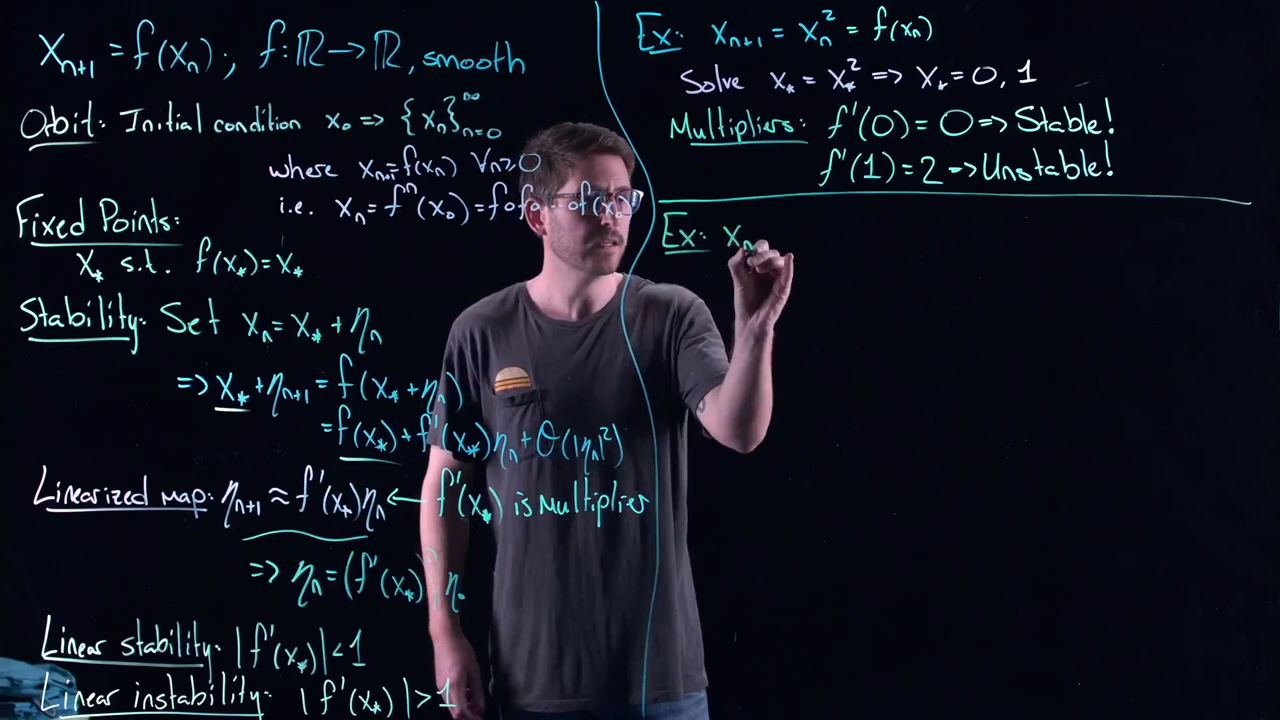 X_{n+1} = f(X_n); f: ℝ → ℝ, smooth
Orbit: Initial condition x_0 => {x_n}_{n=0}^∞
where x_{n+1}=f(x_n) ∀n≥0
i.e. x_n = f^n(x_0) = f∘f∘…∘f(x_0)
Fixed Points:
X_* s.t. f(x_*)=x_*
Stability: Set x_n = x_* + η_n
=> x_* + η_{n+1} = f(x_* + η_n)
= f(x_*) + f'(x_*)η_n + O(|η_n|^2)
Linearized map: η_{n+1} ≈ f'(x_*)η_n ← f'(x_*) is Multiplier
=> η_n = (f'(x_*))^n η_0
Linear stability: |f'(x_*)| < 1
Linear instability: |f'(x_*)| > 1
Ex: x_{n+1} = x_n^2 = f(x_n)
Solve x_* = x_*^2 => x_* = 0, 1
Multipliers: f'(0) = 0 => Stable!
f'(1) = 2 => Unstable!
Ex: x_n